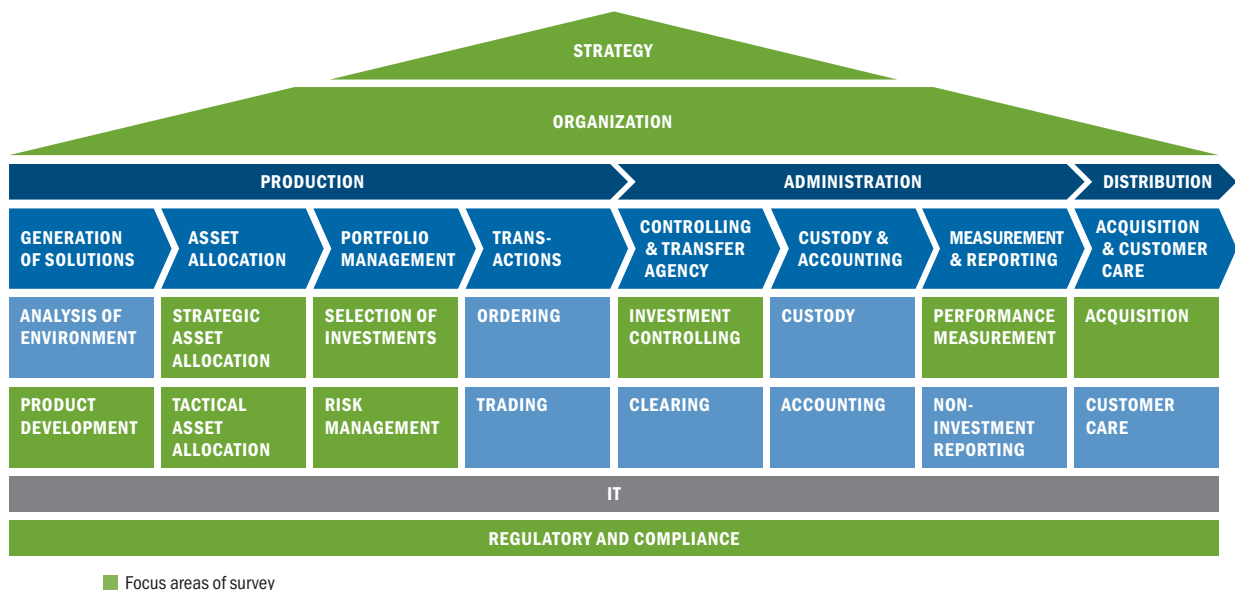 STRATEGY
ORGANIZATION
PRODUCTION
ADMINISTRATION
DISTRIBUTION
GENERATION
OF SOLUTIONS
ASSET
ALLOCATION
PORTFOLIO
MANAGEMENT
TRANS-
ACTIONS
CONTROLLING
& TRANSFER
AGENCY
CUSTODY &
ACCOUNTING
MEASUREMENT
& REPORTING
ACQUISITION
& CUSTOMER
CARE
ANALYSIS OF
ENVIRONMENT
STRATEGIC
ASSET
ALLOCATION
SELECTION OF
INVESTMENTS
ORDERING
INVESTMENT
CONTROLLING
CUSTODY
PERFORMANCE
MEASUREMENT
ACQUISITION
PRODUCT
DEVELOPMENT
TACTICAL
ASSET
ALLOCATION
RISK
MANAGEMENT
TRADING
CLEARING
ACCOUNTING
NON-
INVESTMENT
REPORTING
CUSTOMER
CARE
IT
REGULATORY AND COMPLIANCE
Focus areas of survey